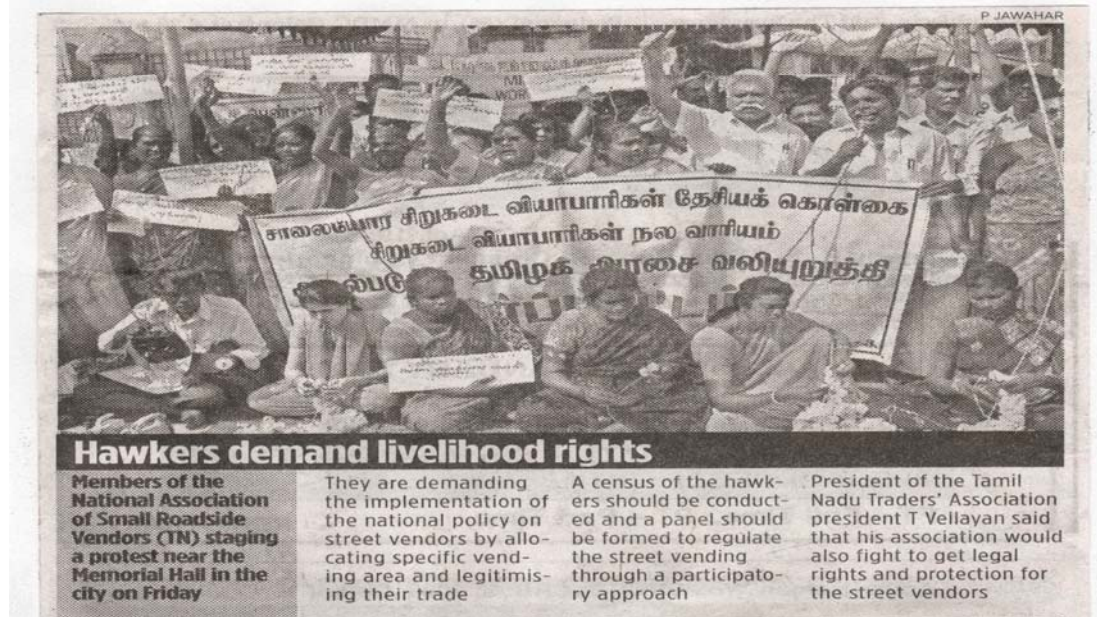 P JAWAHAR
MI
WOR
சாலையோர சிறுகடை வியாபாரிகள் தேசியக் கொள்கை
சிறுகடை வியாபாரிகள் நல வாரியம்
தமிழக அரசை வலியுறுத்தி
Hawkers demand livelihood rights
Members of the
National Association
of Small Roadside
Vendors (TN) staging
a protest near the
Memorial Hall in the
city on Friday
They are demanding
the implementation of
the national policy on
street vendors by allo-
cating specific vend-
ing area and legitimis-
ing their trade
A census of the hawk-
ers should be conduct-
ed and a panel should
be formed to regulate
the street vending
through a participato-
ry approach
President of the Tamil
Nadu Traders' Association
president T Vellayan said
that his association would
also fight to get legal
rights and protection for
the street vendors